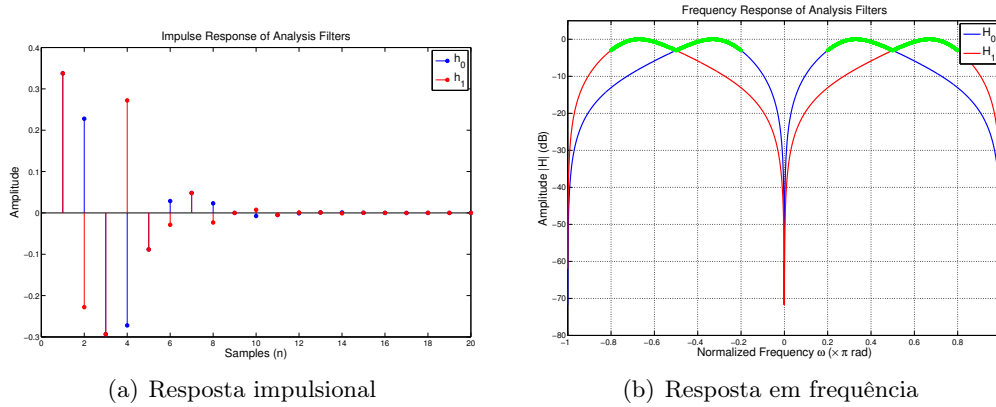 Impulse Response of Analysis Filters
0.4
0.3
0.2
0.1
0
−0.1
−0.2
−0.3
Amplitude
h0
h1
0 2 4 6 8 10 12 14 16 18 20
Samples (n)
(a) Resposta impulsional
Frequency Response of Analysis Filters
0
−10
−20
−30
−40
−50
−60
−70
−80
Amplitude |H| (dB)
H0
H1
−1 −0.8 −0.6 −0.4 −0.2 0 0.2 0.4 0.6 0.8
Normalized Frequency ω (× π rad)
(b) Resposta em frequência